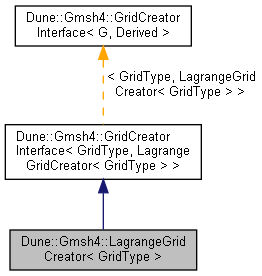 Dune::Gmsh4::GridCreator
Interface< G, Derived >
< GridType, LagrangeGrid
Creator< GridType > >
Dune::Gmsh4::GridCreator
Interface< GridType, Lagrange
GridCreator< GridType > >
Dune::Gmsh4::LagrangeGrid
Creator< GridType >